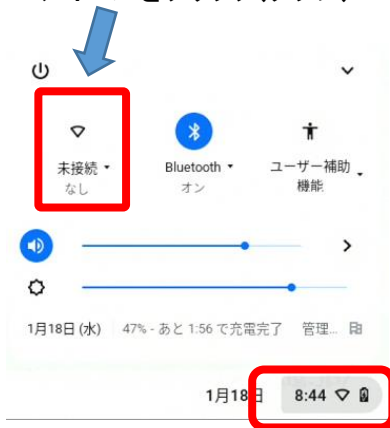 未接続
Bluetooth
ユーザー補助機能
なし
オン
1月18日 (水) 47% - あと 1:56 で充電完了 管理...
1月18日 8:44